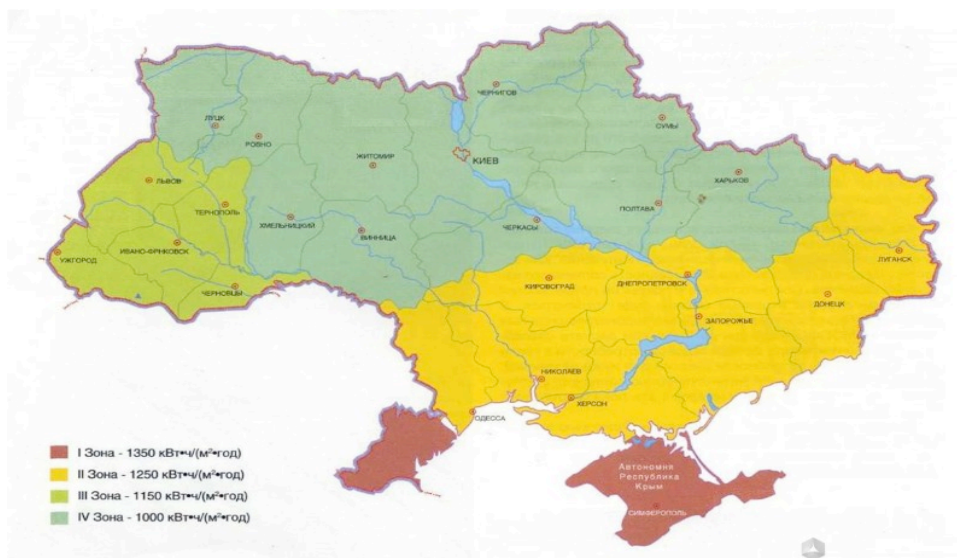 ЧЕРНИГОВ
ЛУЦК
РОВНО
СУМЫ
ЖИТОМИР
КИЕВ
ЛЬВОВ
ХАРЬКОВ
ТЕРНОПОЛЬ
ПОЛТАВА
ХМЕЛЬНИЦКИЙ
ВИННИЦА
ЧЕРКАСЫ
ИВАНО-ФРНКОВСК
УЖГОРОД
ЛУГАНСК
ЧЕРНОВЦЫ
КИРОВОГРАД
ДНЕПРОПЕТРОВСК
ДОНЕЦК
ЗАПОРОЖЬЕ
НИКОЛАЕВ
ХЕРСОН
ОДЕССА
I Зона - 1350 кВт•ч/(м²•год)
II Зона - 1250 кВт•ч/(м²•год)
III Зона - 1150 кВт•ч/(м²•год)
IV Зона - 1000 кВт•ч/(м²•год)
Автономия
Республика
Крым
СИМФЕРОПОЛЬ